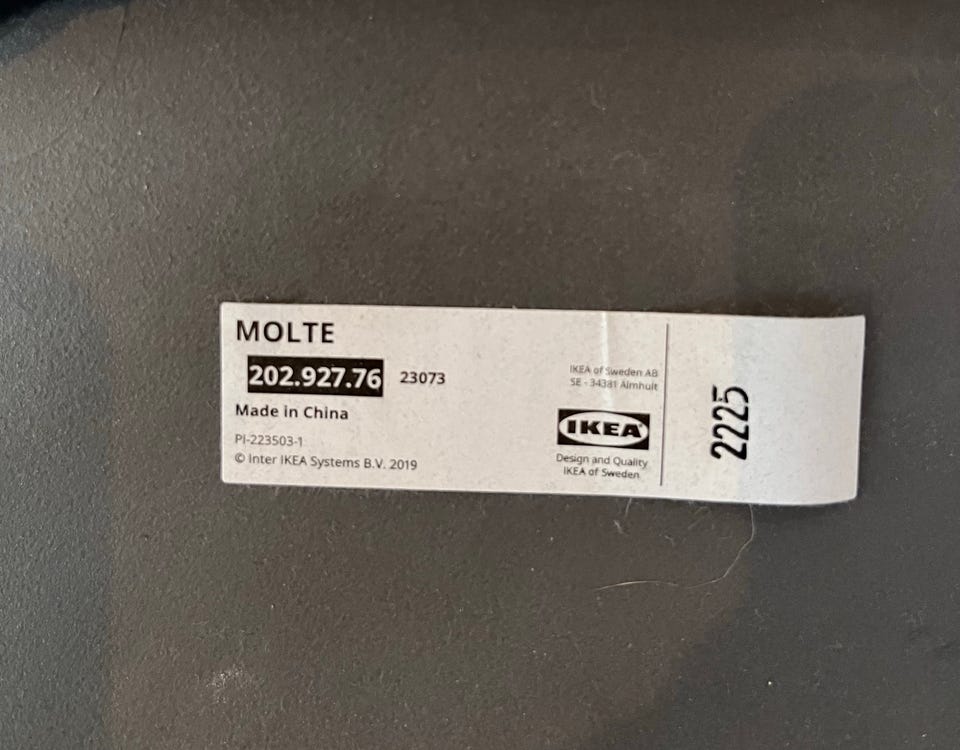 MOLTE
202.927.76 23073
Made in China
PI-223503-1
© Inter IKEA Systems B.V. 2019
IKEA of Sweden AB
SE - 34381 Älmhult
IKEA
Design and Quality
IKEA of Sweden
2225